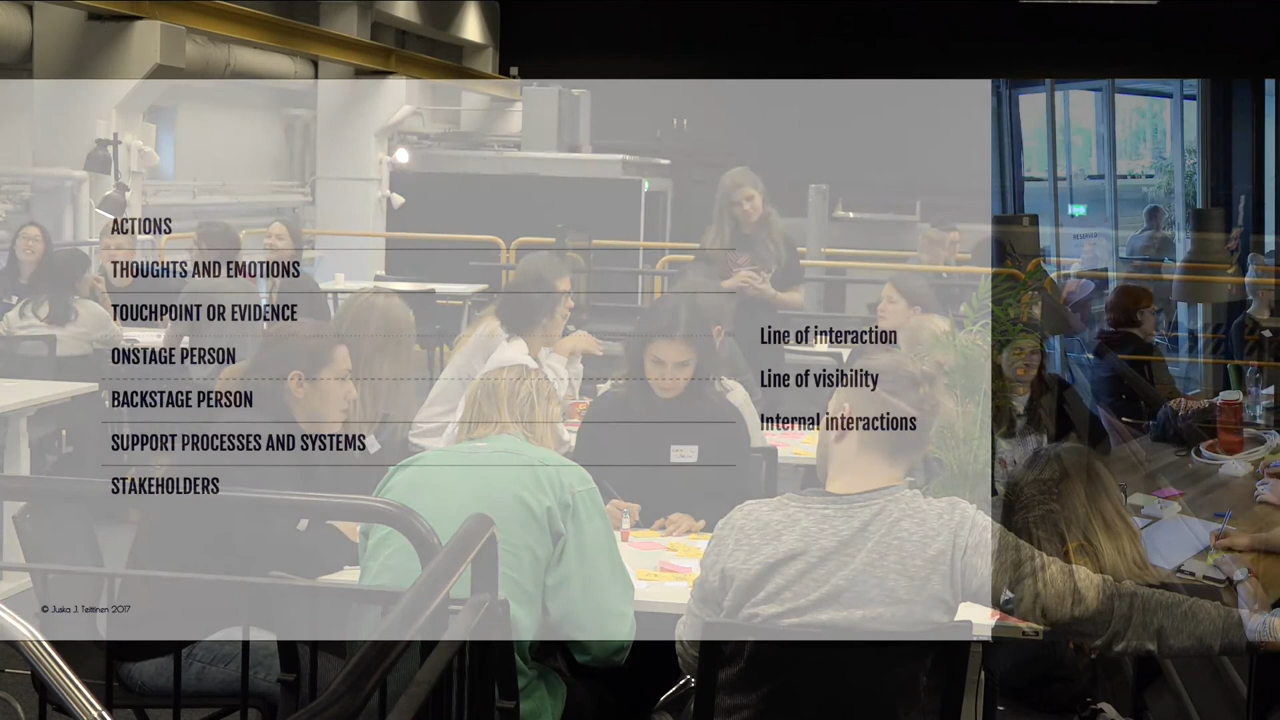 ACTIONS
THOUGHTS AND EMOTIONS
TOUCHPOINT OR EVIDENCE
ONSTAGE PERSON
BACKSTAGE PERSON
SUPPORT PROCESSES AND SYSTEMS
STAKEHOLDERS
Line of interaction
Line of visibility
Internal interactions
© Juska J. Teittinen 2017
RESERVED